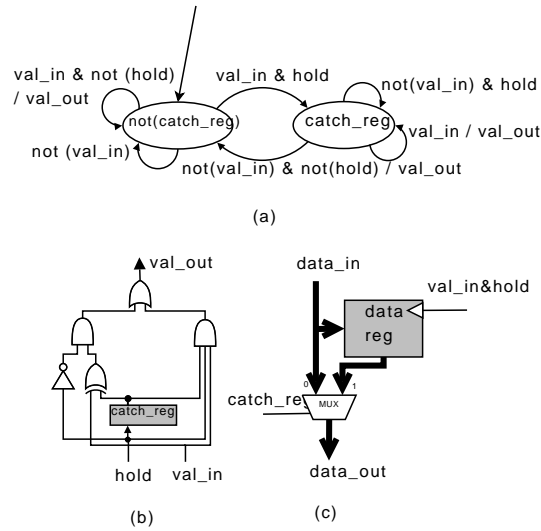 val_in & not (hold)
/ val_out
val_in & hold
not(val_in) & hold
not(catch_reg)
catch_reg
val_in / val_out
not (val_in)
not(val_in) & not(hold) / val_out
(a)
val_out
data_in
val_in&hold
data
reg
catch_reg
0
1
MUX
catch_re
hold
val_in
data_out
(b)
(c)